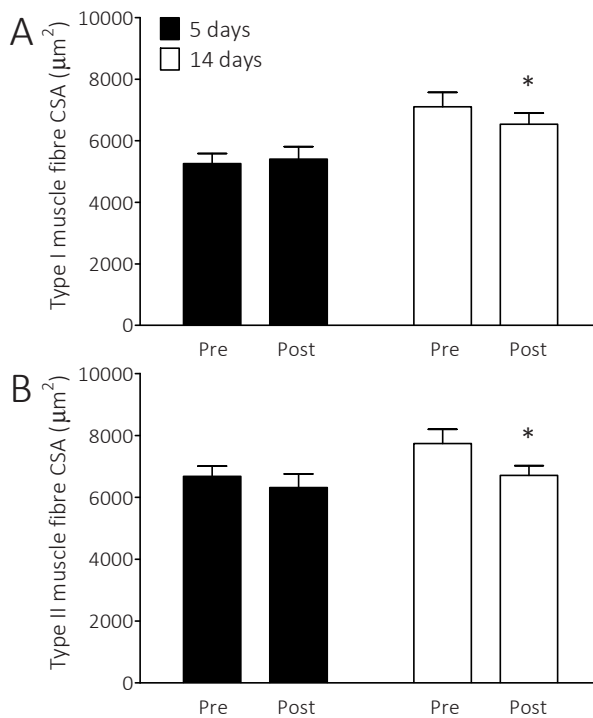 A
5 days
14 days
Type I muscle fibre CSA (μm²)
10000
8000
6000
4000
2000
0
*
Pre Post Pre Post
B
Type II muscle fibre CSA (μm²)
10000
8000
6000
4000
2000
0
*
Pre Post Pre Post